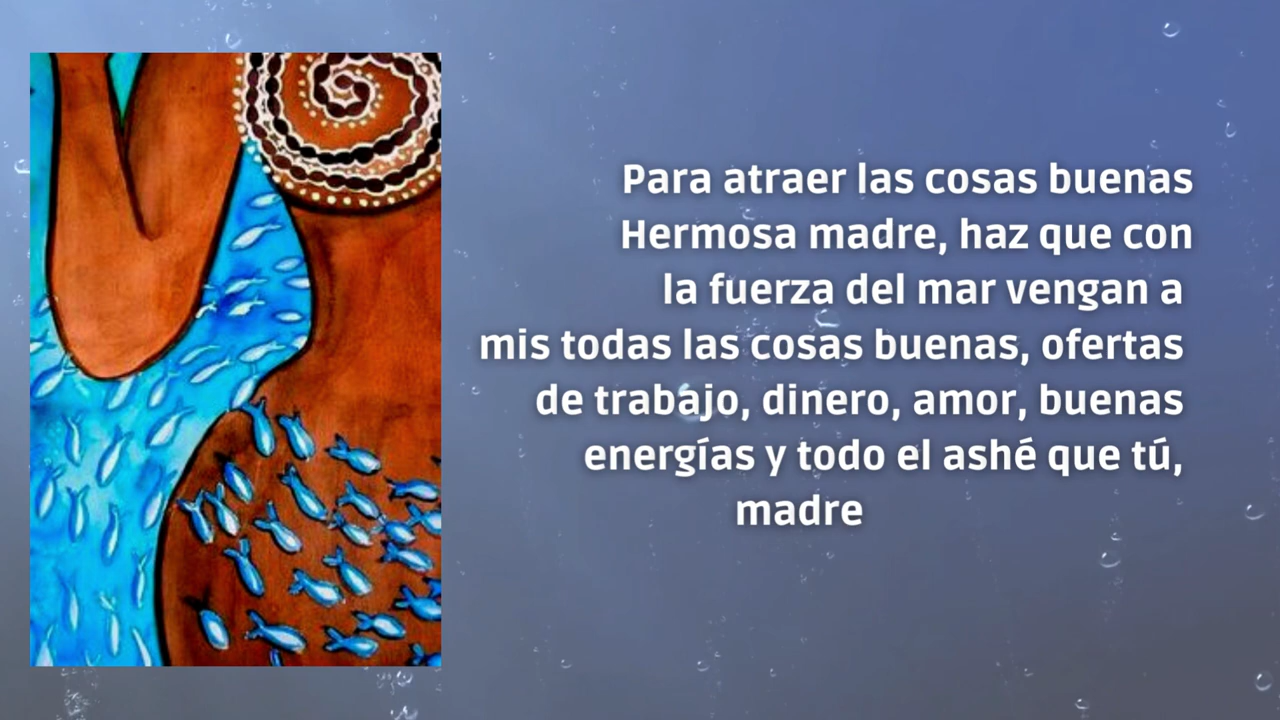 Para atraer las cosas buenas
Hermosa madre, haz que con
la fuerza del mar vengan a
mis todas las cosas buenas, ofertas
de trabajo, dinero, amor, buenas
energías y todo el ashé que tú,
madre